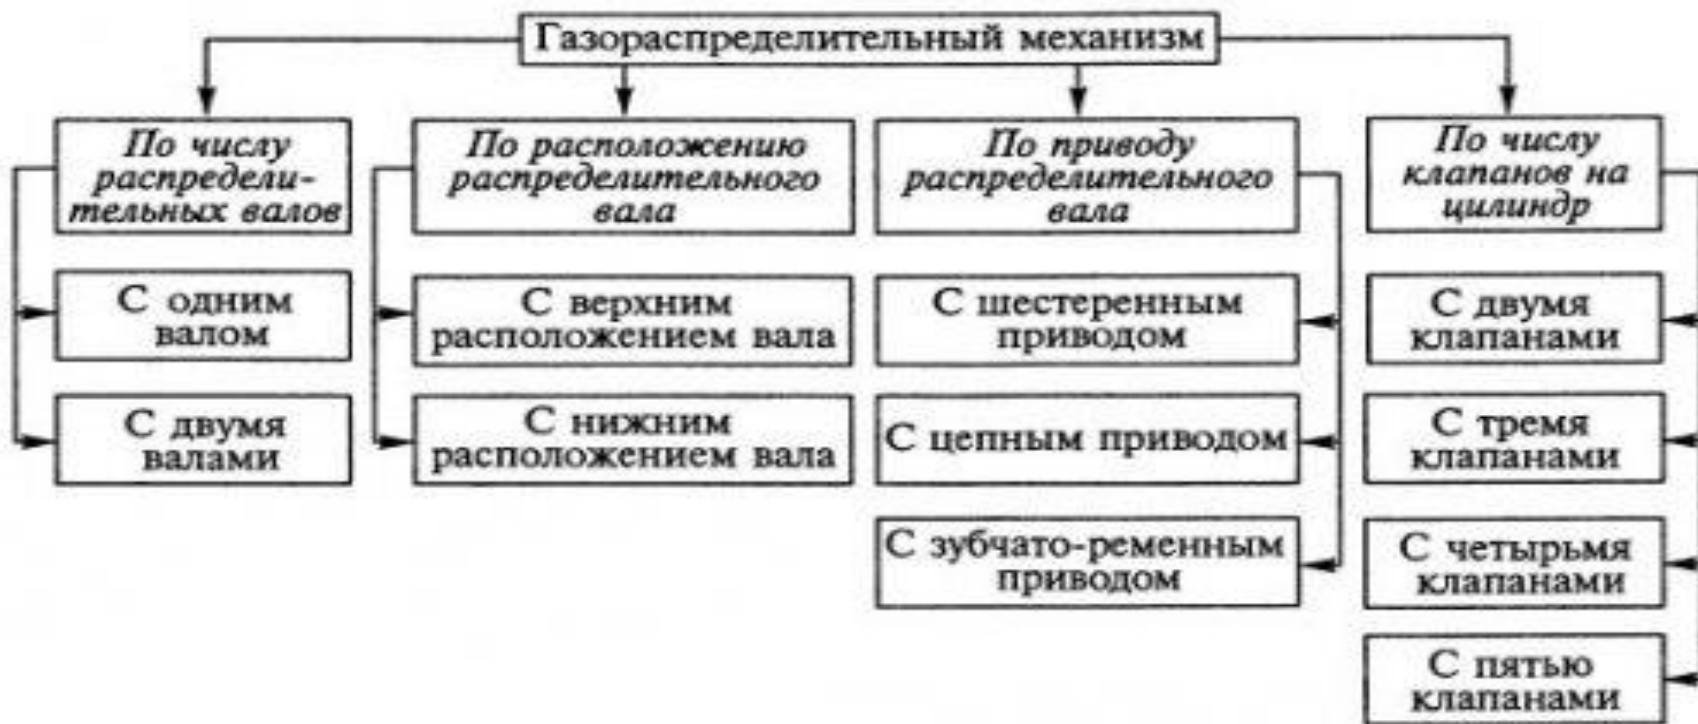 Газораспределительный механизм
По числу
распредели-
тельных валов
С одним
валом
С двумя
валами
По расположению
распределительного
вала
С верхним
расположением вала
С нижним
расположением вала
По приводу
распределительного
вала
С шестеренным
приводом
С цепным приводом
С зубчато-ременным
приводом
По числу
клапанов на
цилиндр
С двумя
клапанами
С тремя
клапанами
С четырьмя
клапанами
С пятью
клапанами